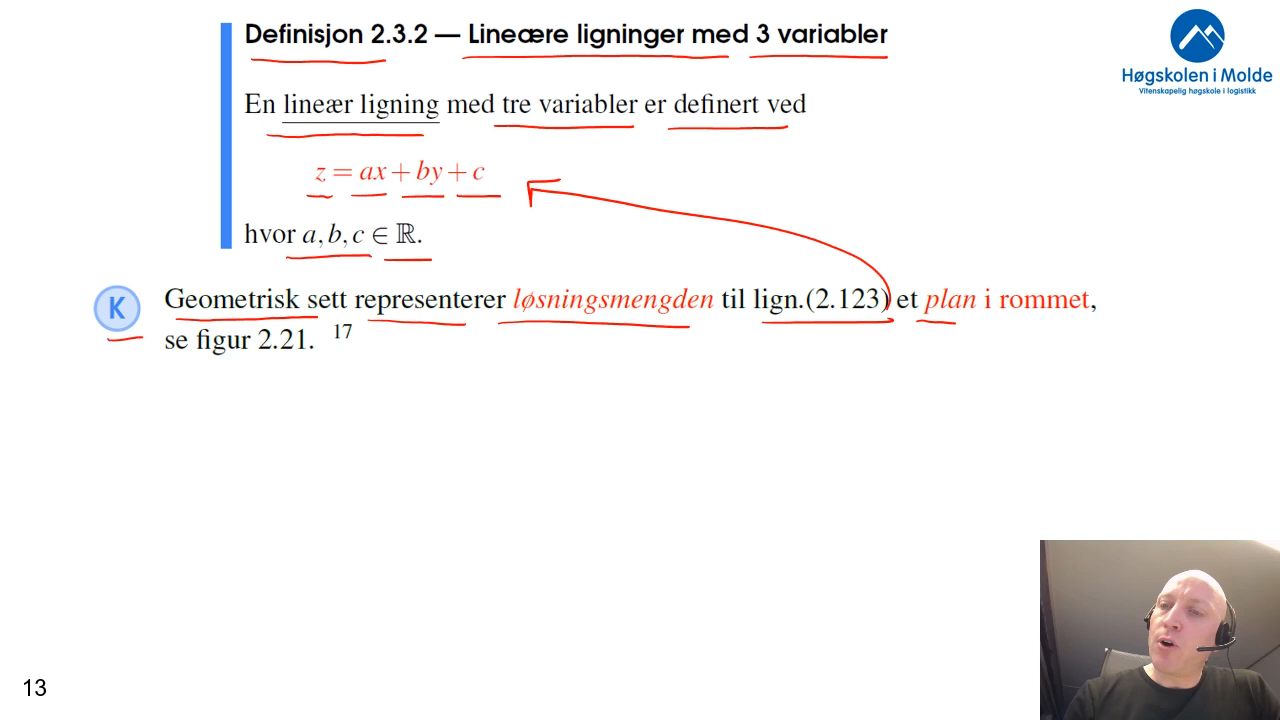 Definisjon 2.3.2 — Lineære ligninger med 3 variabler
Høgskolen i Molde
Vitenskapelig høgskole i logistikk
En lineær ligning med tre variabler er definert ved
z = ax + by + c
hvor a, b, c ∈ ℝ.
K
Geometrisk sett representerer løsningsmengden til lign.(2.123) et plan i rommet,
se figur 2.21. 17
13